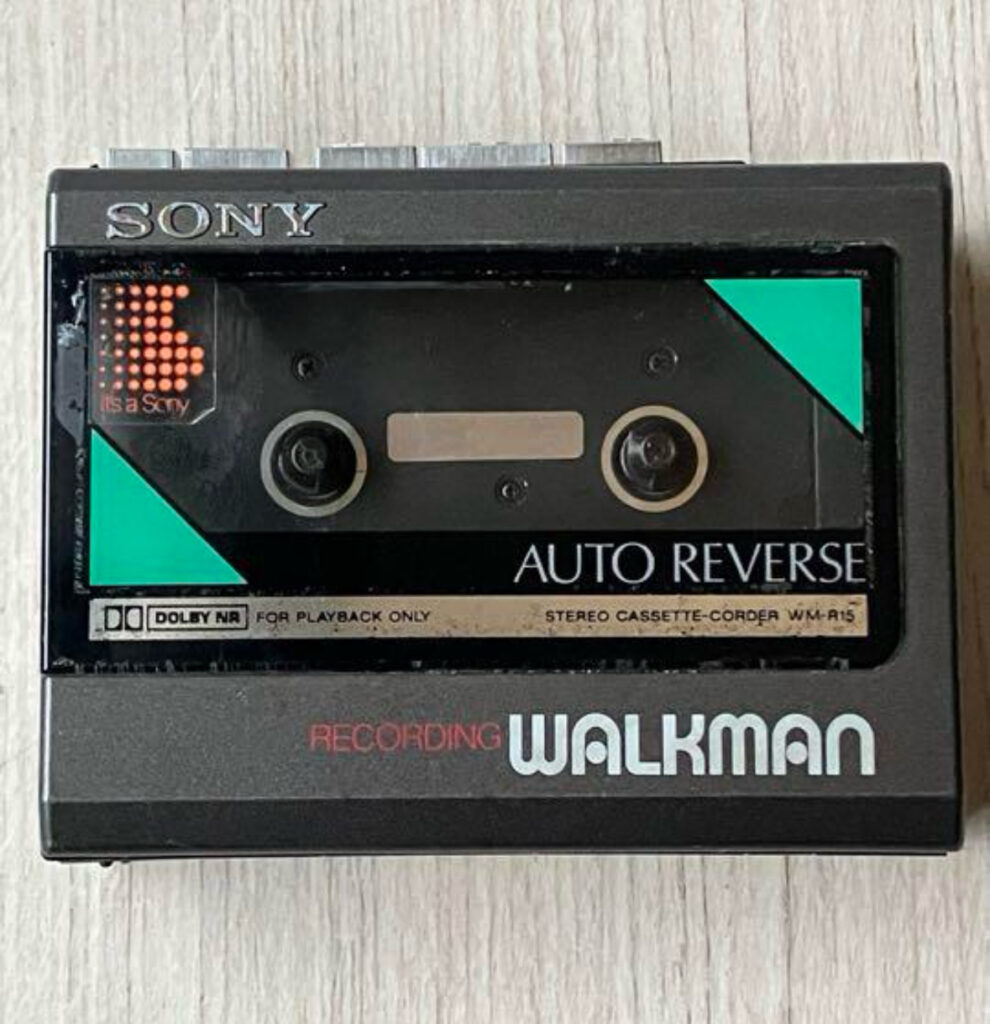 SONY
it's a Sony
AUTO REVERSE
DOLBY NR FOR PLAYBACK ONLY
STEREO CASSETTE-CORDER WM-R15
RECORDING WALKMAN